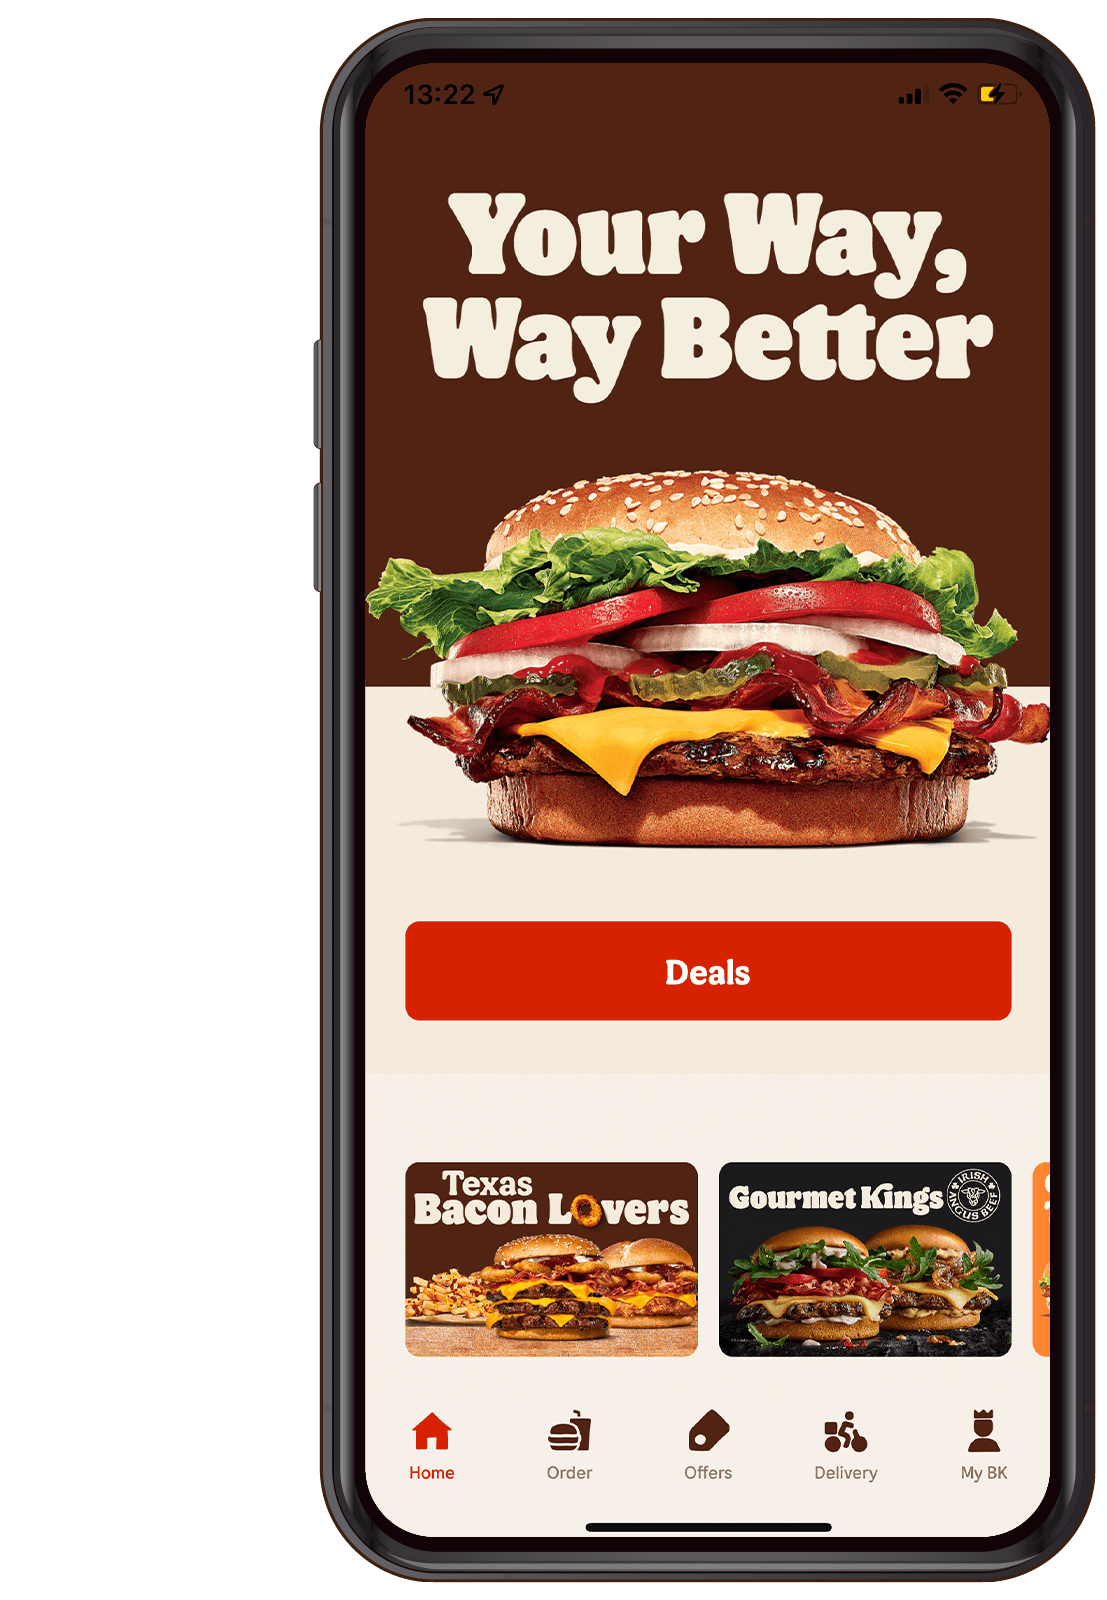 13:22
Your Way,
Way Better
Deals
Texas
Bacon Lovers
Gourmet Kings
IRISH
ANGUS BEEF
Home
Order
Offers
Delivery
My BK